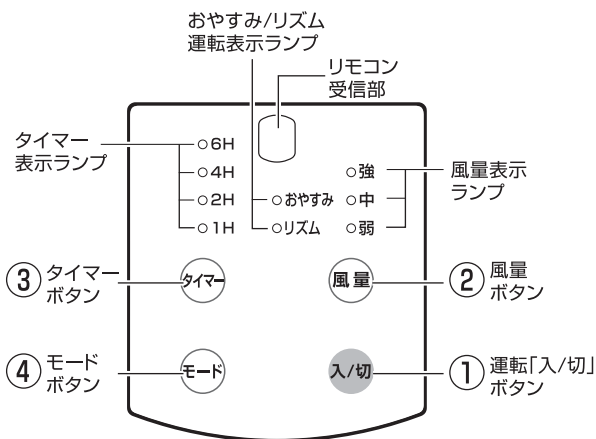 おやすみ/リズム
運転表示ランプ
リモコン
受信部
タイマー
表示ランプ
○6H
○4H
○2H
○1H
○おやすみ
○リズム
○強
○中
○弱
風量表示
ランプ
③ タイマー
ボタン
タイマー
風量
② 風量
ボタン
④ モード
ボタン
モード
入/切
① 運転「入/切」
ボタン